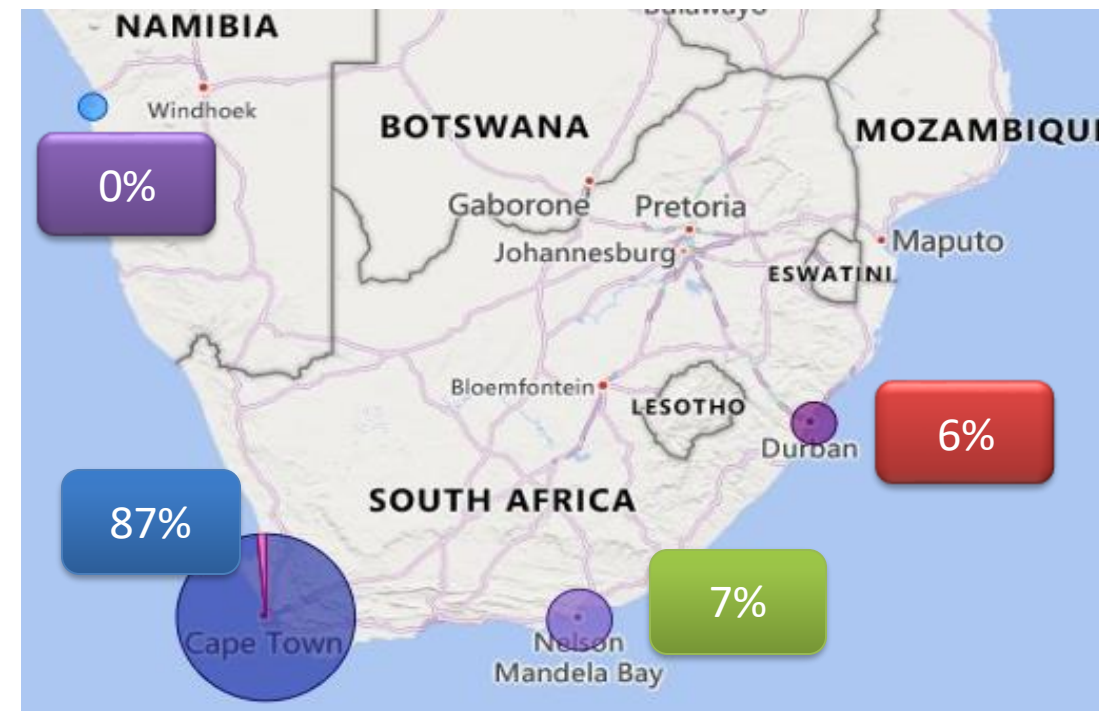 NAMIBIA
Windhoek
BOTSWANA
MOZAMBIQU
0%
Gaborone
Pretoria
Johannesburg
Maputo
ESWATINI
Bloemfontein
LESOTHO
Durban
6%
SOUTH AFRICA
87%
7%
Cape Town
Nelson
Mandela Bay